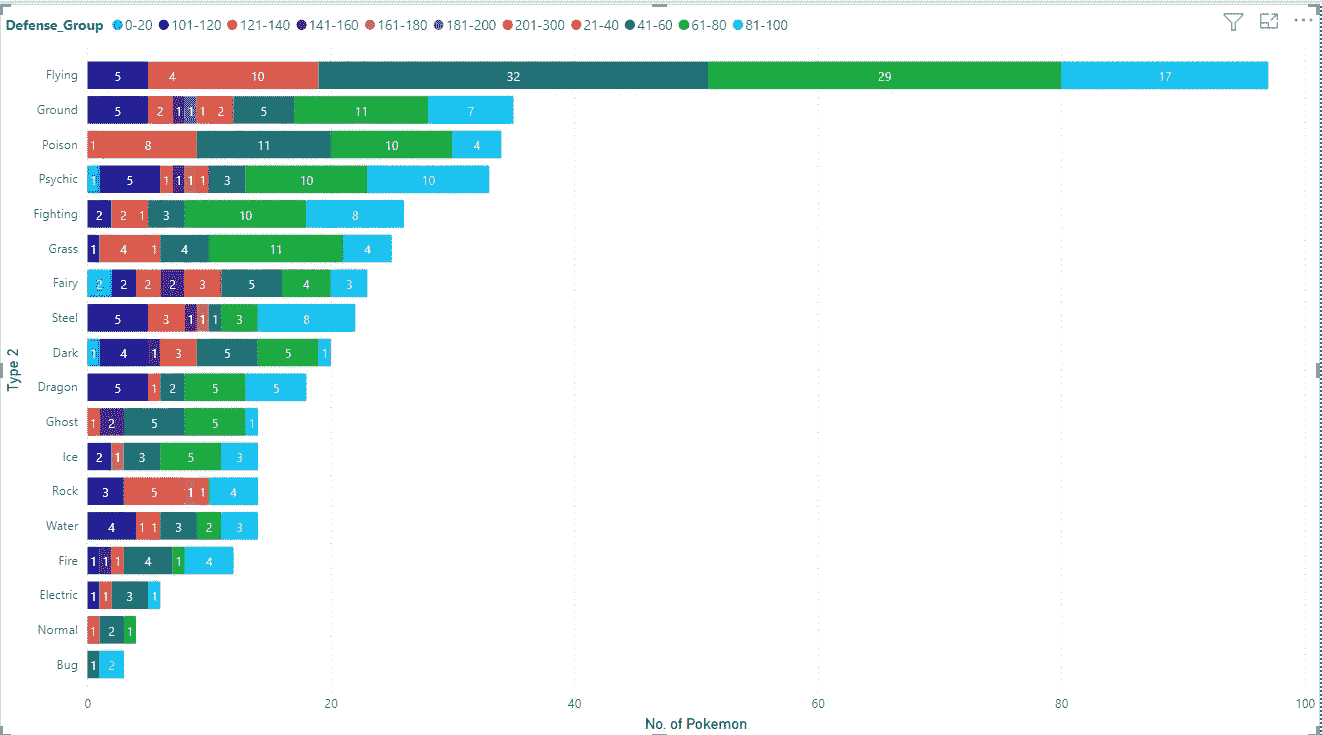 Defense_Group 0-20 101-120 121-140 141-160 161-180 181-200 201-300 21-40 41-60 61-80 81-100
Flying 5 4 10 32 29 17
Ground 5 2 1 1 1 2 5 11 7
Poison 1 8 11 10 4
Psychic 1 5 1 1 1 1 3 10 10
Fighting 2 2 1 3 10 8
Grass 1 4 1 4 11 4
Fairy 2 2 2 2 3 5 4 3
Steel 5 3 1 1 1 3 8
Dark 1 4 1 3 5 5 1
Type 2
Dragon 5 1 2 5 5
Ghost 1 2 5 5 1
Ice 2 1 3 5 3
Rock 3 5 1 1 4
Water 4 1 1 3 2 3
Fire 1 1 1 4 1 4
Electric 1 1 3 1
Normal 1 2 1
Bug 1 2
0 20 40 60 80 100
No. of Pokemon